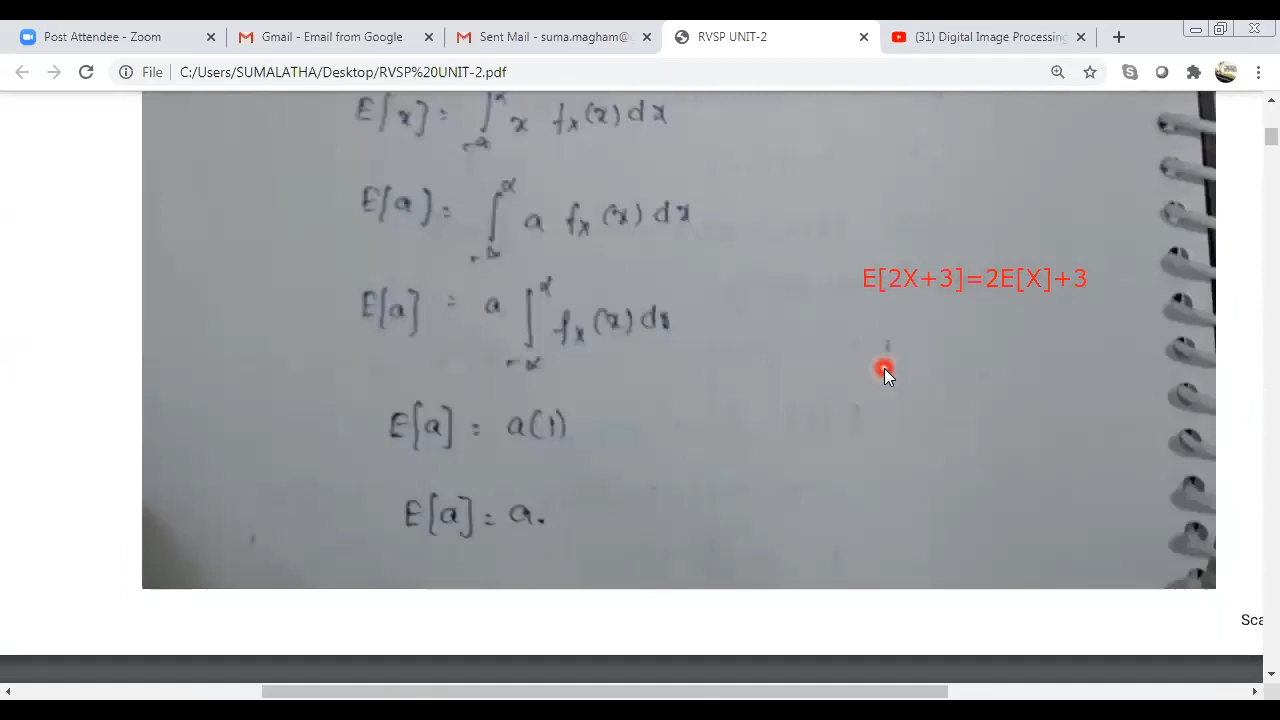 Post Attendee - Zoom
Gmail - Email from Google
Sent Mail - suma.magham@
RVSP UNIT-2
(31) Digital Image Processing
File C:/Users/SUMALATHA/Desktop/RVSP%20UNIT-2.pdf
E[x] = ∫ x fx(x) dx
E[a] = ∫_{-α}^{α} a fx(x) dx
E[2X+3]=2E[X]+3
E[a] = a ∫_{-α}^{α} fx(x) dx
E[a] = a(1)
E[a] = a.
Sca